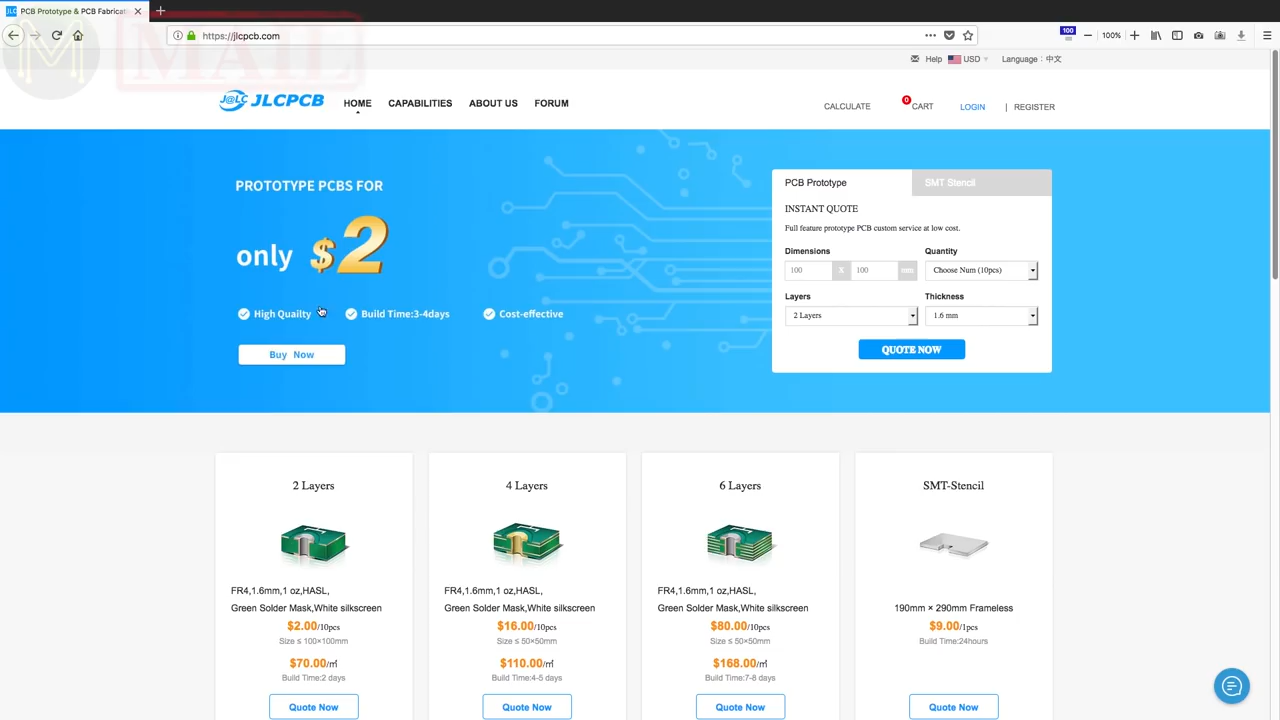 PCB Prototype & PCB Fabricati
https://jlcpcb.com
100
100%
MAIL
Help USD Language : 中文
J@LC JLCPCB HOME CAPABILITIES ABOUT US FORUM
CALCULATE 0 CART LOGIN | REGISTER
PROTOTYPE PCBS FOR
only $2
High Quailty Build Time:3-4days Cost-effective
Buy Now
PCB Prototype SMT Stencil
INSTANT QUOTE
Full feature prototype PCB custom service at low cost.
Dimensions Quantity
100 X 100 mm Choose Num (10pcs)
Layers Thickness
2 Layers 1.6 mm
QUOTE NOW
2 Layers
FR4,1.6mm,1 oz,HASL,
Green Solder Mask,White silkscreen
$2.00/10pcs
Size ≤ 100×100mm
$70.00/㎡
Build Time:2 days
Quote Now
4 Layers
FR4,1.6mm,1 oz,HASL,
Green Solder Mask,White silkscreen
$16.00/10pcs
Size ≤ 50×50mm
$110.00/㎡
Build Time:4-5 days
Quote Now
6 Layers
FR4,1.6mm,1 oz,HASL,
Green Solder Mask,White silkscreen
$80.00/10pcs
Size ≤ 50×50mm
$168.00/㎡
Build Time:7-8 days
Quote Now
SMT-Stencil
190mm × 290mm Frameless
$9.00/1pcs
Build Time:24hours
Quote Now